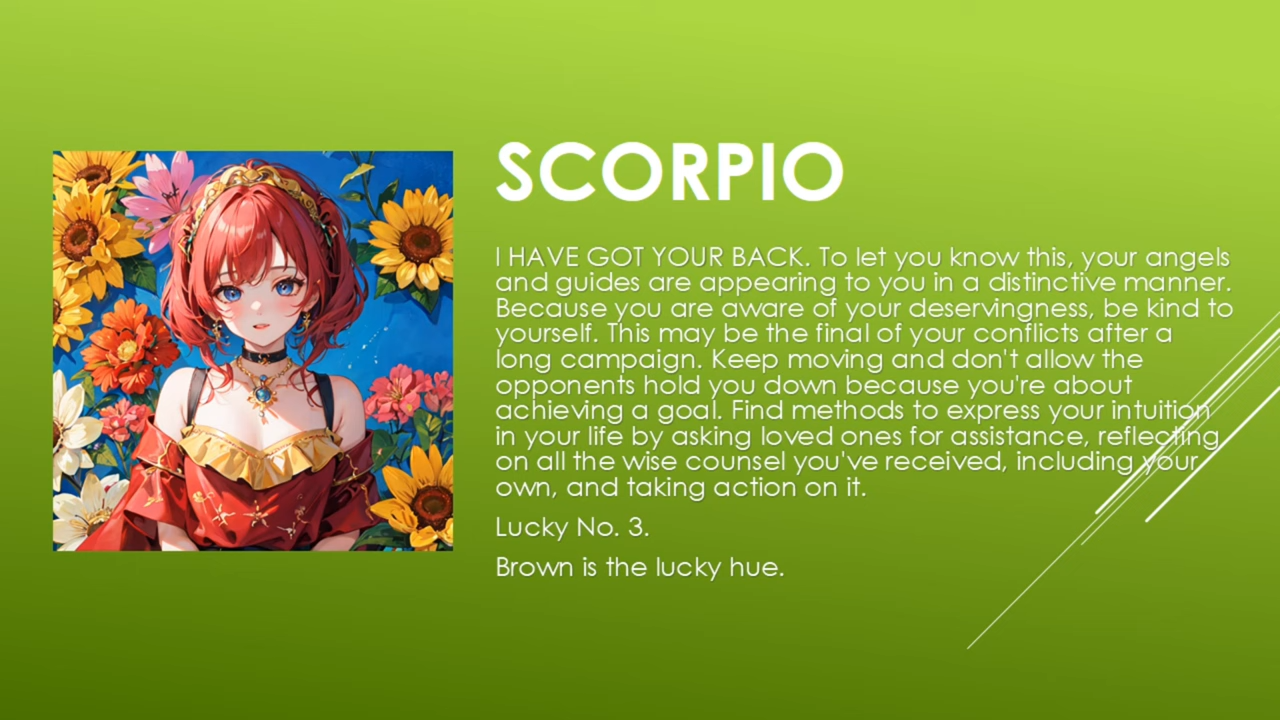 SCORPIO
I HAVE GOT YOUR BACK. To let you know this, your angels
and guides are appearing to you in a distinctive manner.
Because you are aware of your deservingness, be kind to
yourself. This may be the final of your conflicts after a
long campaign. Keep moving and don't allow the
opponents hold you down because you're about
achieving a goal. Find methods to express your intuition
in your life by asking loved ones for assistance, reflecting
on all the wise counsel you've received, including your
own, and taking action on it.
Lucky No. 3.
Brown is the lucky hue.